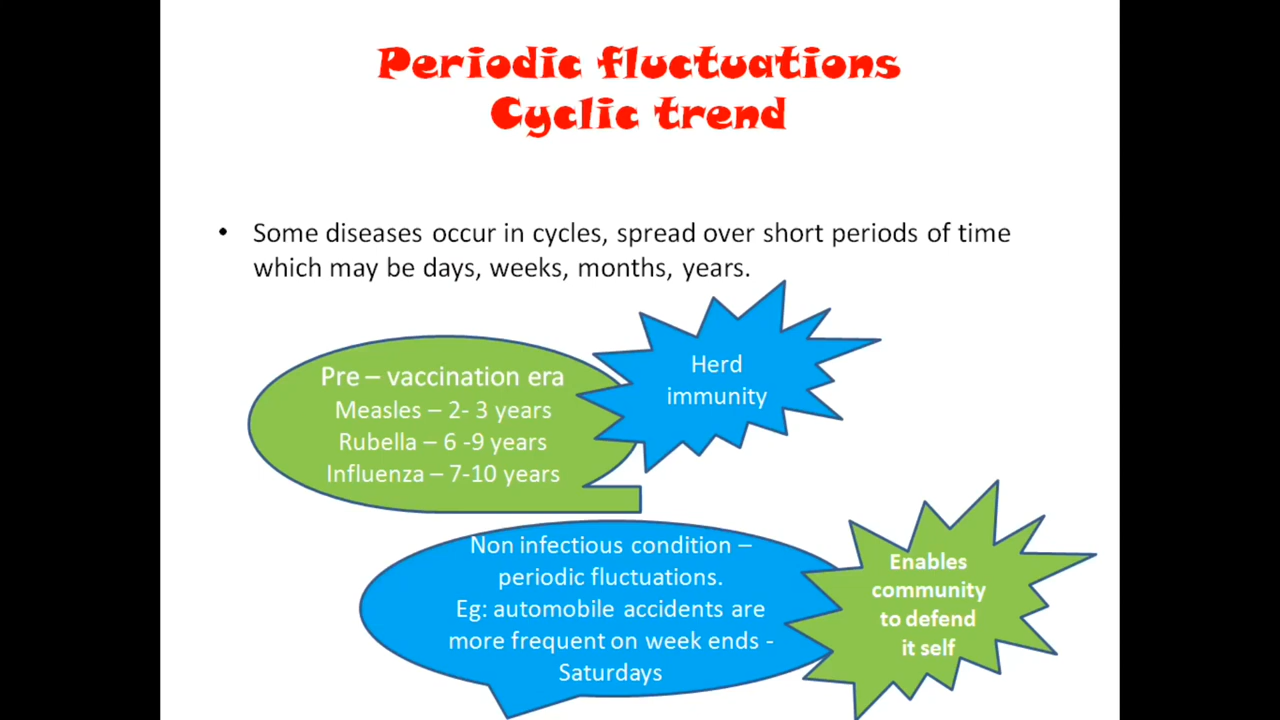 Periodic fluctuations
Cyclic trend
• Some diseases occur in cycles, spread over short periods of time
which may be days, weeks, months, years.
Pre – vaccination era
Measles – 2- 3 years
Rubella – 6 -9 years
Influenza – 7-10 years
Herd
immunity
Non infectious condition –
periodic fluctuations.
Eg: automobile accidents are
more frequent on week ends -
Saturdays
Enables
community
to defend
it self